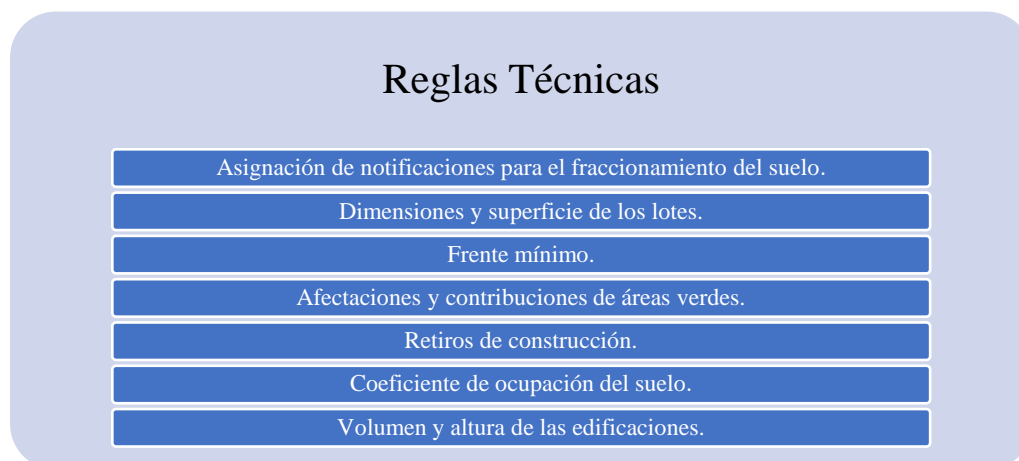 Reglas Técnicas
Asignación de notificaciones para el fraccionamiento del suelo.
Dimensiones y superficie de los lotes.
Frente mínimo.
Afectaciones y contribuciones de áreas verdes.
Retiros de construcción.
Coeficiente de ocupación del suelo.
Volumen y altura de las edificaciones.